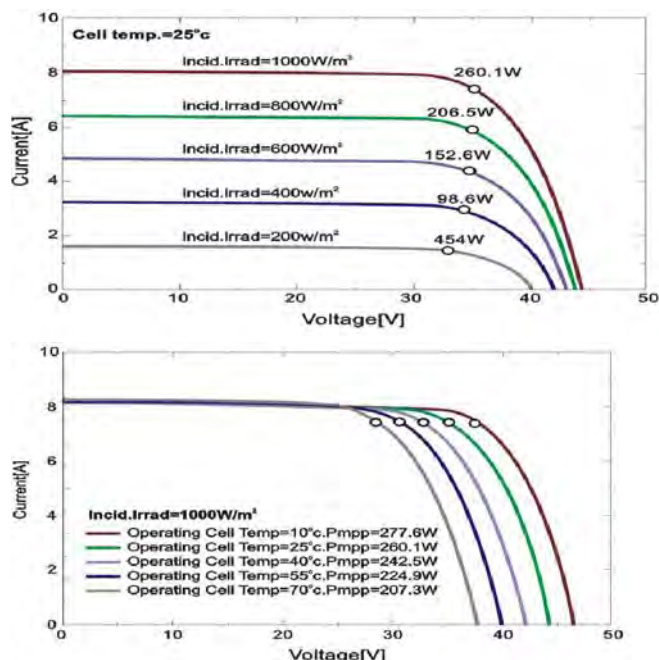 10
Cell temp.=25°c
Incid.Irrad=1000W/m²
8
260.1W
Incid.Irrad=800W/m²
206.5W
6
Incid.Irrad=600W/m²
152.6W
4
Incid.Irrad=400w/m²
98.6W
2
Incid.Irrad=200w/m²
454W
0
Current[A]
0
10
20
30
40
50
Voltage[V]
10
8
6
4
2
0
Current[A]
Incid.Irrad=1000W/m²
Operating Cell Temp=10°c.Pmpp=277.6W
Operating Cell Temp=25°c.Pmpp=260.1W
Operating Cell Temp=40°c.Pmpp=242.5W
Operating Cell Temp=55°c.Pmpp=224.9W
Operating Cell Temp=70°c.Pmpp=207.3W
0
10
20
30
40
50
Voltage[V]